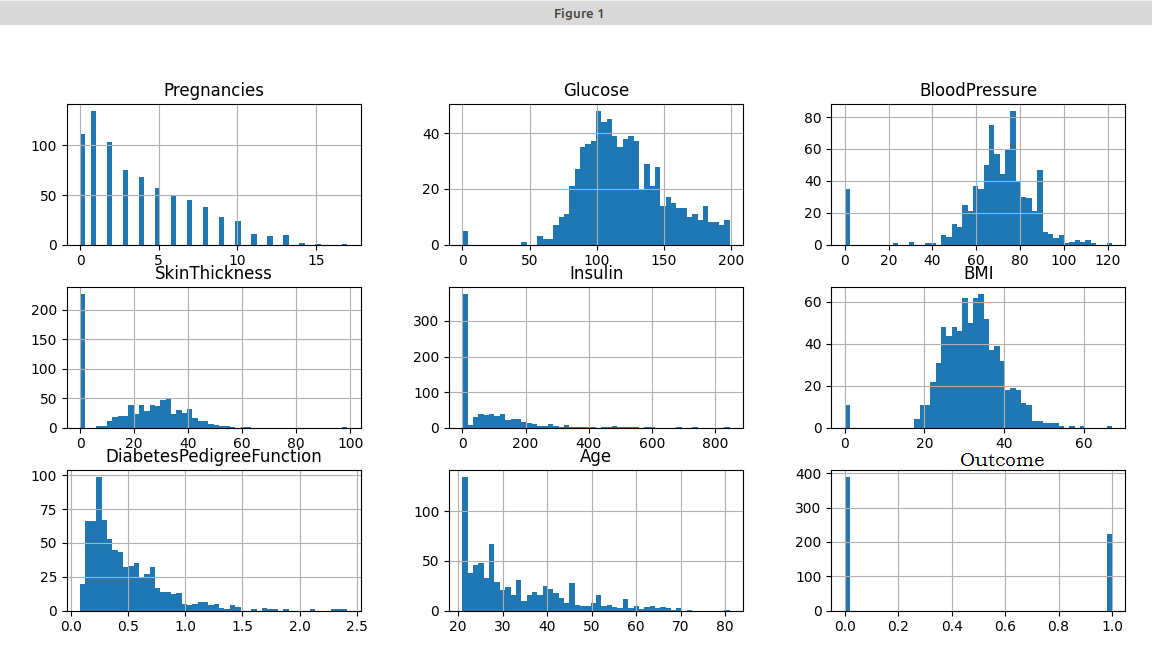 Figure 1
Pregnancies Glucose BloodPressure
100
50
0
0 5 10 15
40
20
0
0 50 100 150 200
80
60
40
20
0
0 20 40 60 80 100 120
SkinThickness Insulin BMI
200
150
100
50
0
0 20 40 60 80 100
300
200
100
0
0 200 400 600 800
60
40
20
0
0 20 40 60
DiabetesPedigreeFunction Age Outcome
100
75
50
25
0
0.0 0.5 1.0 1.5 2.0 2.5
100
50
0
20 30 40 50 60 70 80
400
300
200
100
0
0.0 0.2 0.4 0.6 0.8 1.0